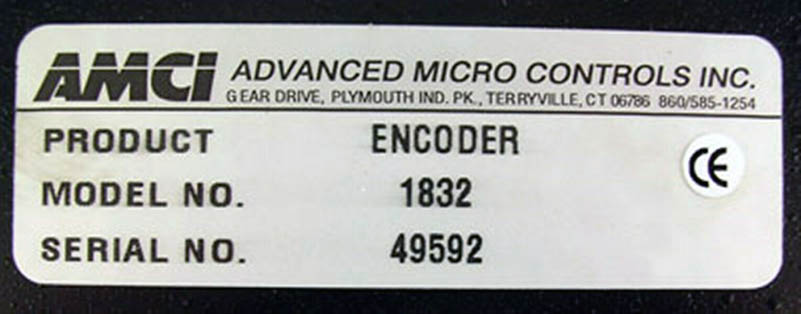 AMCI ADVANCED MICRO CONTROLS INC.
GEAR DRIVE, PLYMOUTH IND. PK., TERRYVILLE, CT 06786 860/585-1254
PRODUCT ENCODER
CE
MODEL NO. 1832
SERIAL NO. 49592